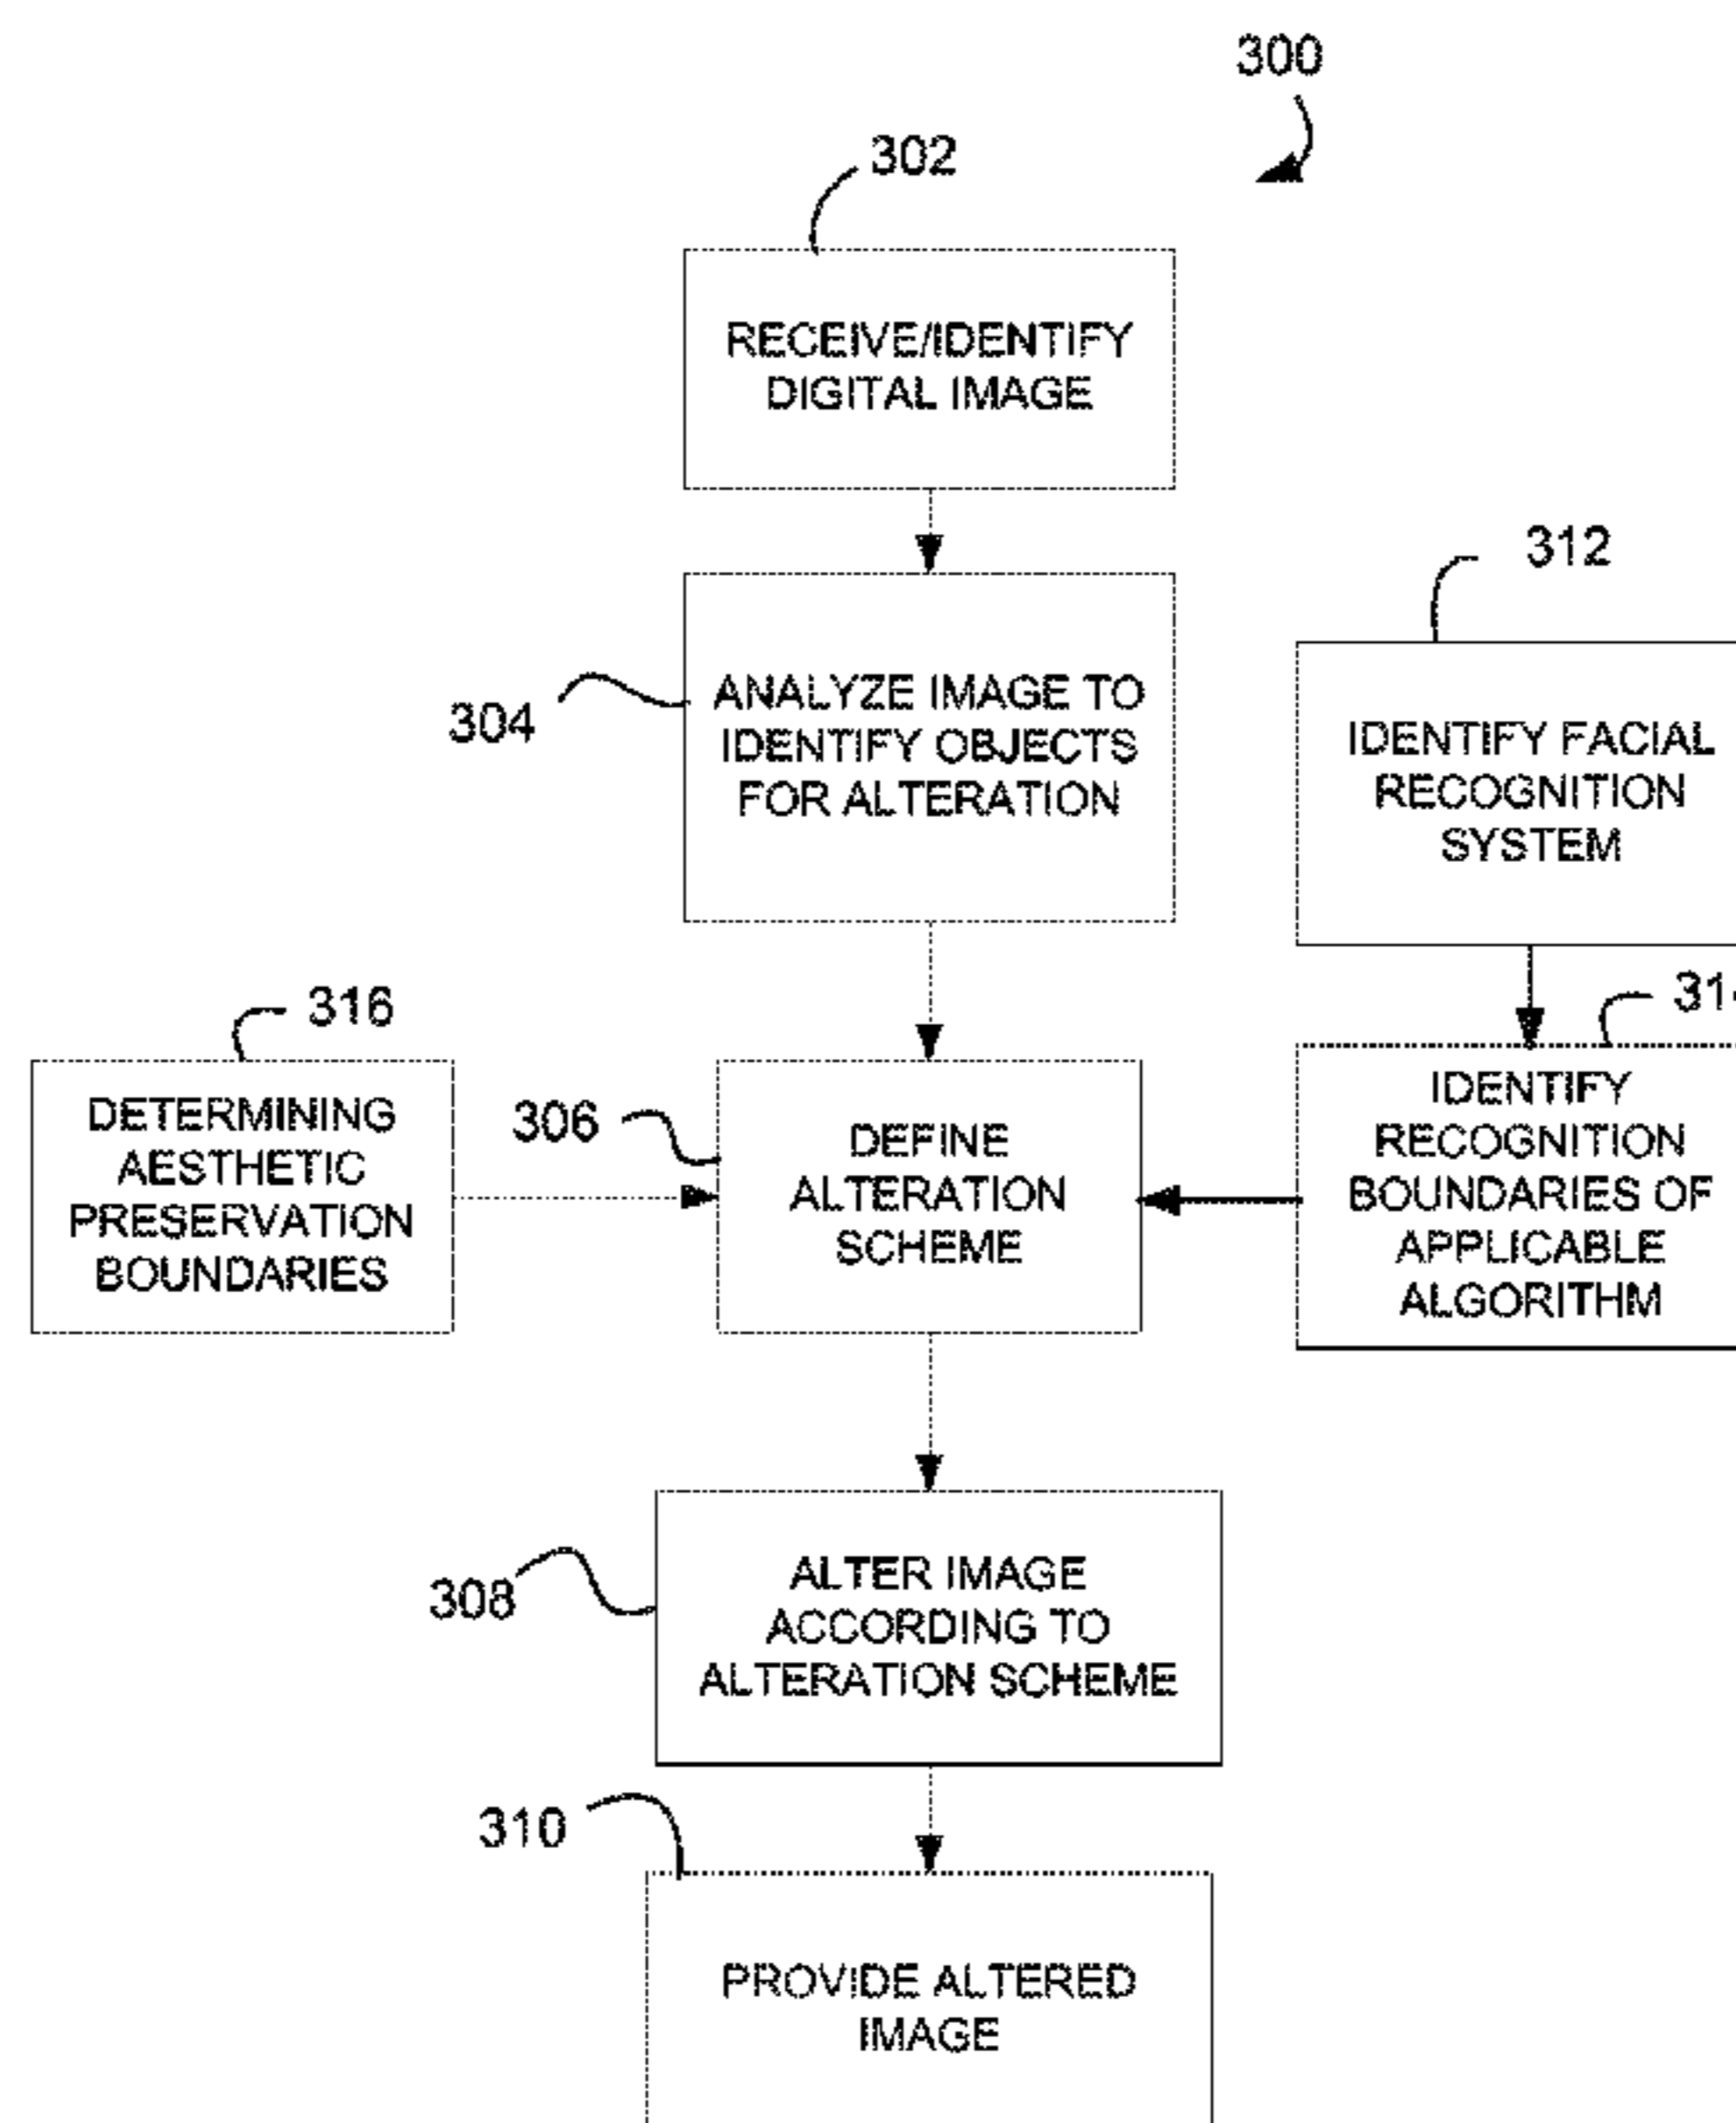 300
302
RECEIVE/IDENTIFY
DIGITAL IMAGE
304
ANALYZE IMAGE TO
IDENTIFY OBJECTS
FOR ALTERATION
312
IDENTIFY FACIAL
RECOGNITION
SYSTEM
316
DETERMINING
AESTHETIC
PRESERVATION
BOUNDARIES
306
DEFINE
ALTERATION
SCHEME
IDENTIFY
RECOGNITION
BOUNDARIES OF
APPLICABLE
ALGORITHM
308
ALTER IMAGE
ACCORDING TO
ALTERATION SCHEME
310
PROVIDE ALTERED
IMAGE